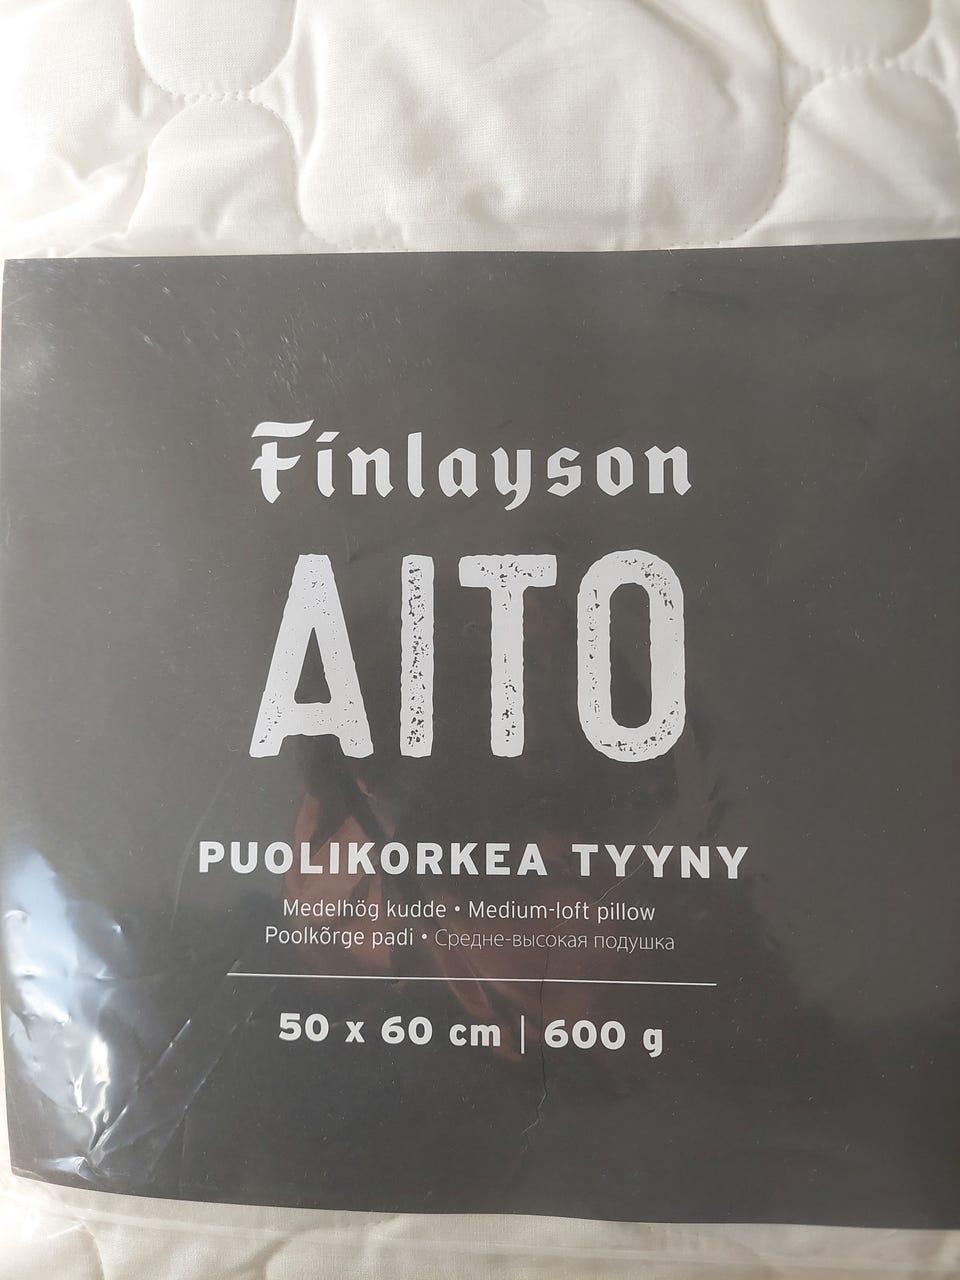 Finlayson
AITO
PUOLIKORKEA TYYNY
Medelhög kudde • Medium-loft pillow
Poolkõrge padi • Средне-высокая подушка
50 x 60 cm | 600 g